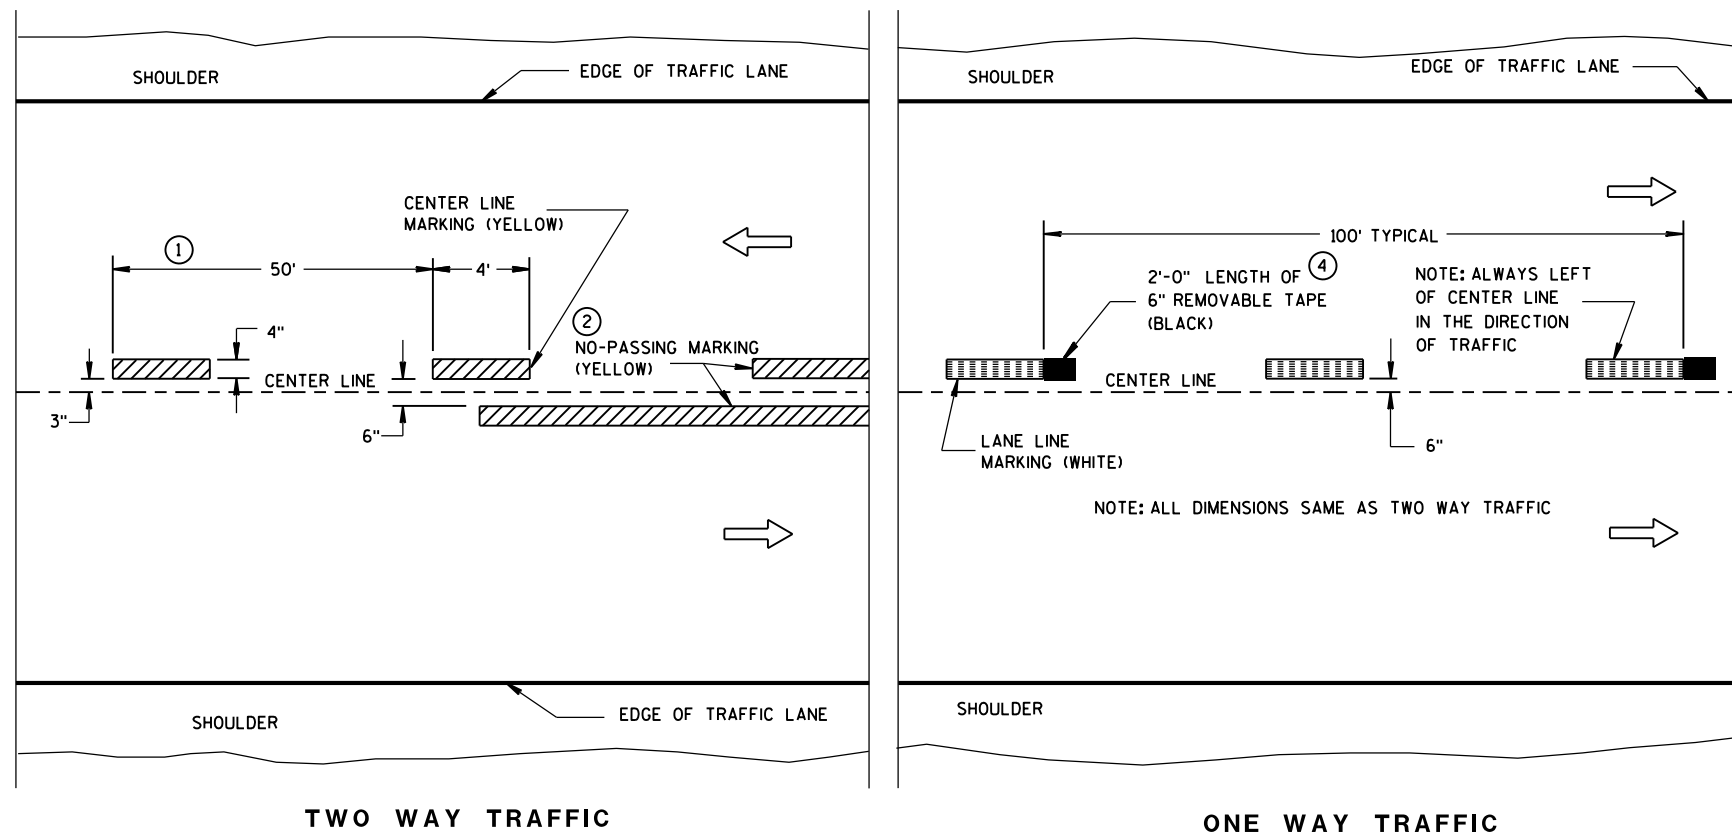 SHOULDER
EDGE OF TRAFFIC LANE
CENTER LINE
MARKING (YELLOW)
1
50'
4'
2
NO-PASSING MARKING
(YELLOW)
4"
CENTER LINE
3"
6"
SHOULDER
EDGE OF TRAFFIC LANE
TWO WAY TRAFFIC
SHOULDER
EDGE OF TRAFFIC LANE
100' TYPICAL
2'-0" LENGTH OF
6" REMOVABLE TAPE
(BLACK)
4
NOTE: ALWAYS LEFT
OF CENTER LINE
IN THE DIRECTION
OF TRAFFIC
CENTER LINE
LANE LINE
MARKING (WHITE)
6"
NOTE: ALL DIMENSIONS SAME AS TWO WAY TRAFFIC
SHOULDER
ONE WAY TRAFFIC